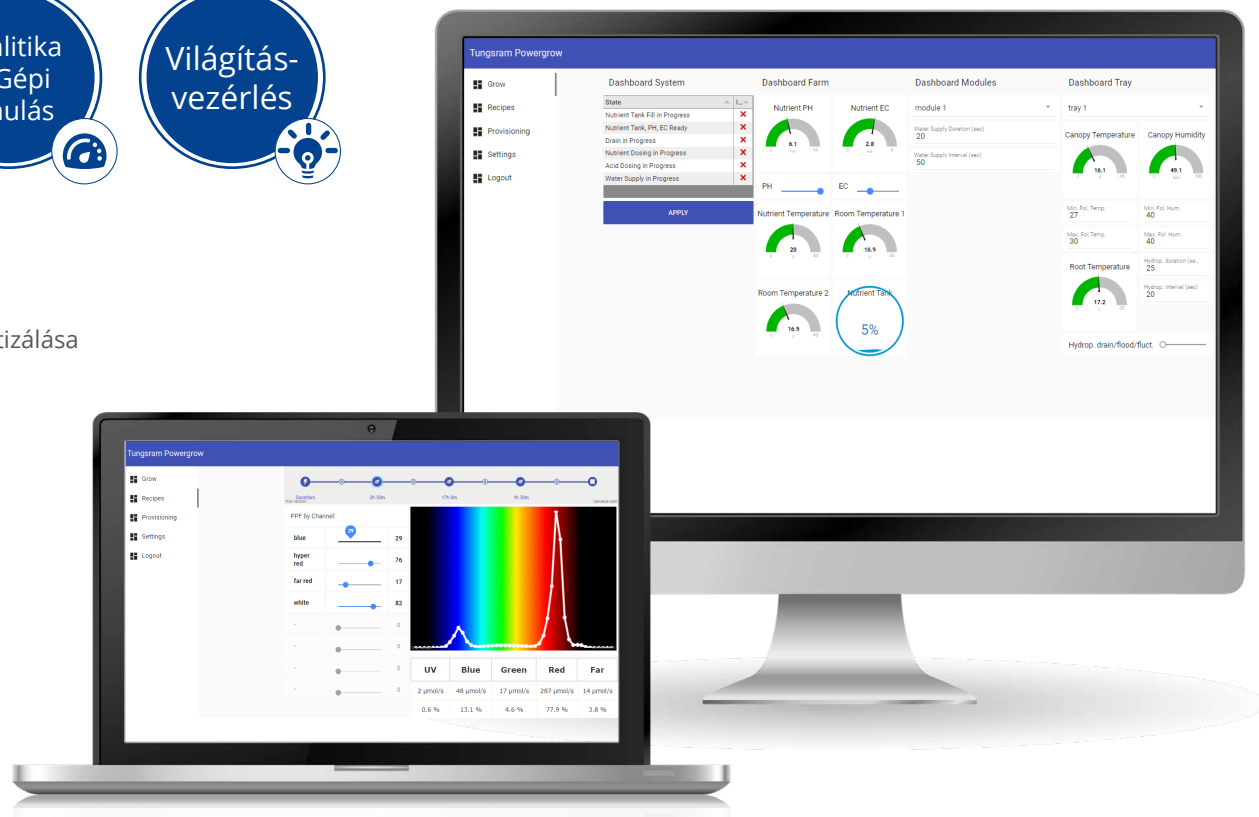 Világítás-
vezérlés
Tungsram Powergrow
Grow
Recipes
Provisioning
Settings
Logout
Dashboard System
State
Nutrient Tank Fill in Progress
Nutrient Tank, PH, EC Ready
Drain in Progress
Nutrient Dosing in Progress
Acid Dosing in Progress
Water Supply in Progress
APPLY
Dashboard Farm
Nutrient PH
6.1
Nutrient EC
2.8
PH
EC
Nutrient Temperature
20
Room Temperature 1
16.9
Room Temperature 2
16.9
Nutrient Tank
5%
Dashboard Modules
module 1
Water Supply Duration (sec)
20
Water Supply Interval (sec)
50
Dashboard Tray
tray 1
Canopy Temperature
16.1
Canopy Humidity
49.1
Min. Fol. Temp.
27
Min. Fol. Hum.
40
Max. Fol.Temp.
30
Max. Fol. Hum.
40
Root Temperature
17.2
Hydrop. duration (se...
25
Hydrop. interval (sec)
20
Hydrop. drain/flood/fluct.
tizálása
Tungsram Powergrow
Grow
Recipes
Provisioning
Settings
Logout
Duration:
2h 30m
17h 0m
1h 30m
PPF by Channel:
blue
29
29
hyper
red
76
far red
17
white
82
- 0
- 0
- 0
- 0
UV Blue Green Red Far
2 µmol/s 48 µmol/s 17 µmol/s 287 µmol/s 14 µmol/s
0.6 % 13.1 % 4.6 % 77.9 % 3.8 %